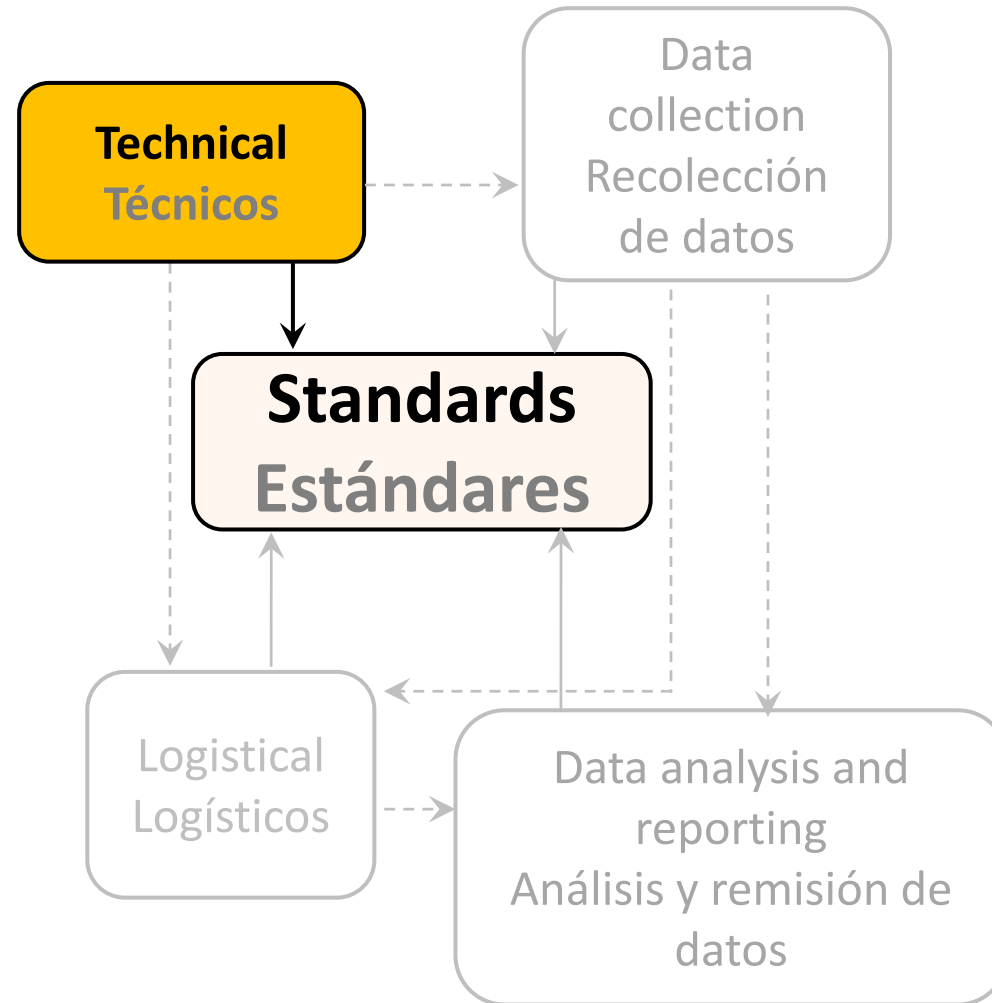 Technical
Técnicos
Data
collection
Recolección
de datos
Standards
Estándares
Logistical
Logísticos
Data analysis and
reporting
Análisis y remisión de
datos